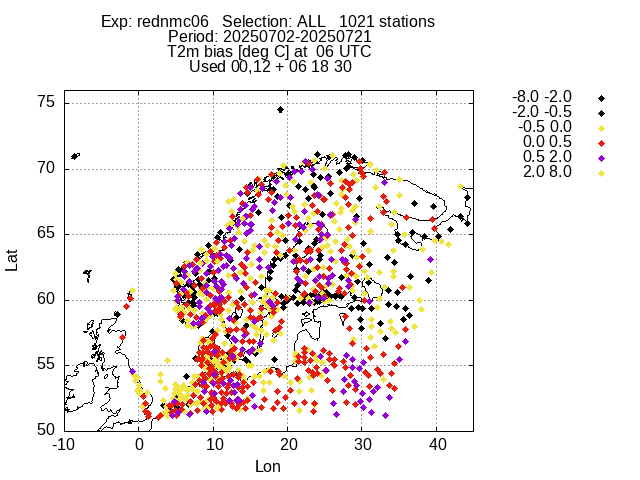 Exp: rednmc06   Selection: ALL   1021 stations
Period: 20250702-20250721
T2m bias [deg C] at  06 UTC
Used 00,12 + 06 18 30
-8.0 -2.0
-2.0 -0.5
-0.5 0.0
0.0 0.5
0.5 2.0
2.0 8.0
75
70
65
60
55
50
Lat
-10 0 10 20 30 40
Lon